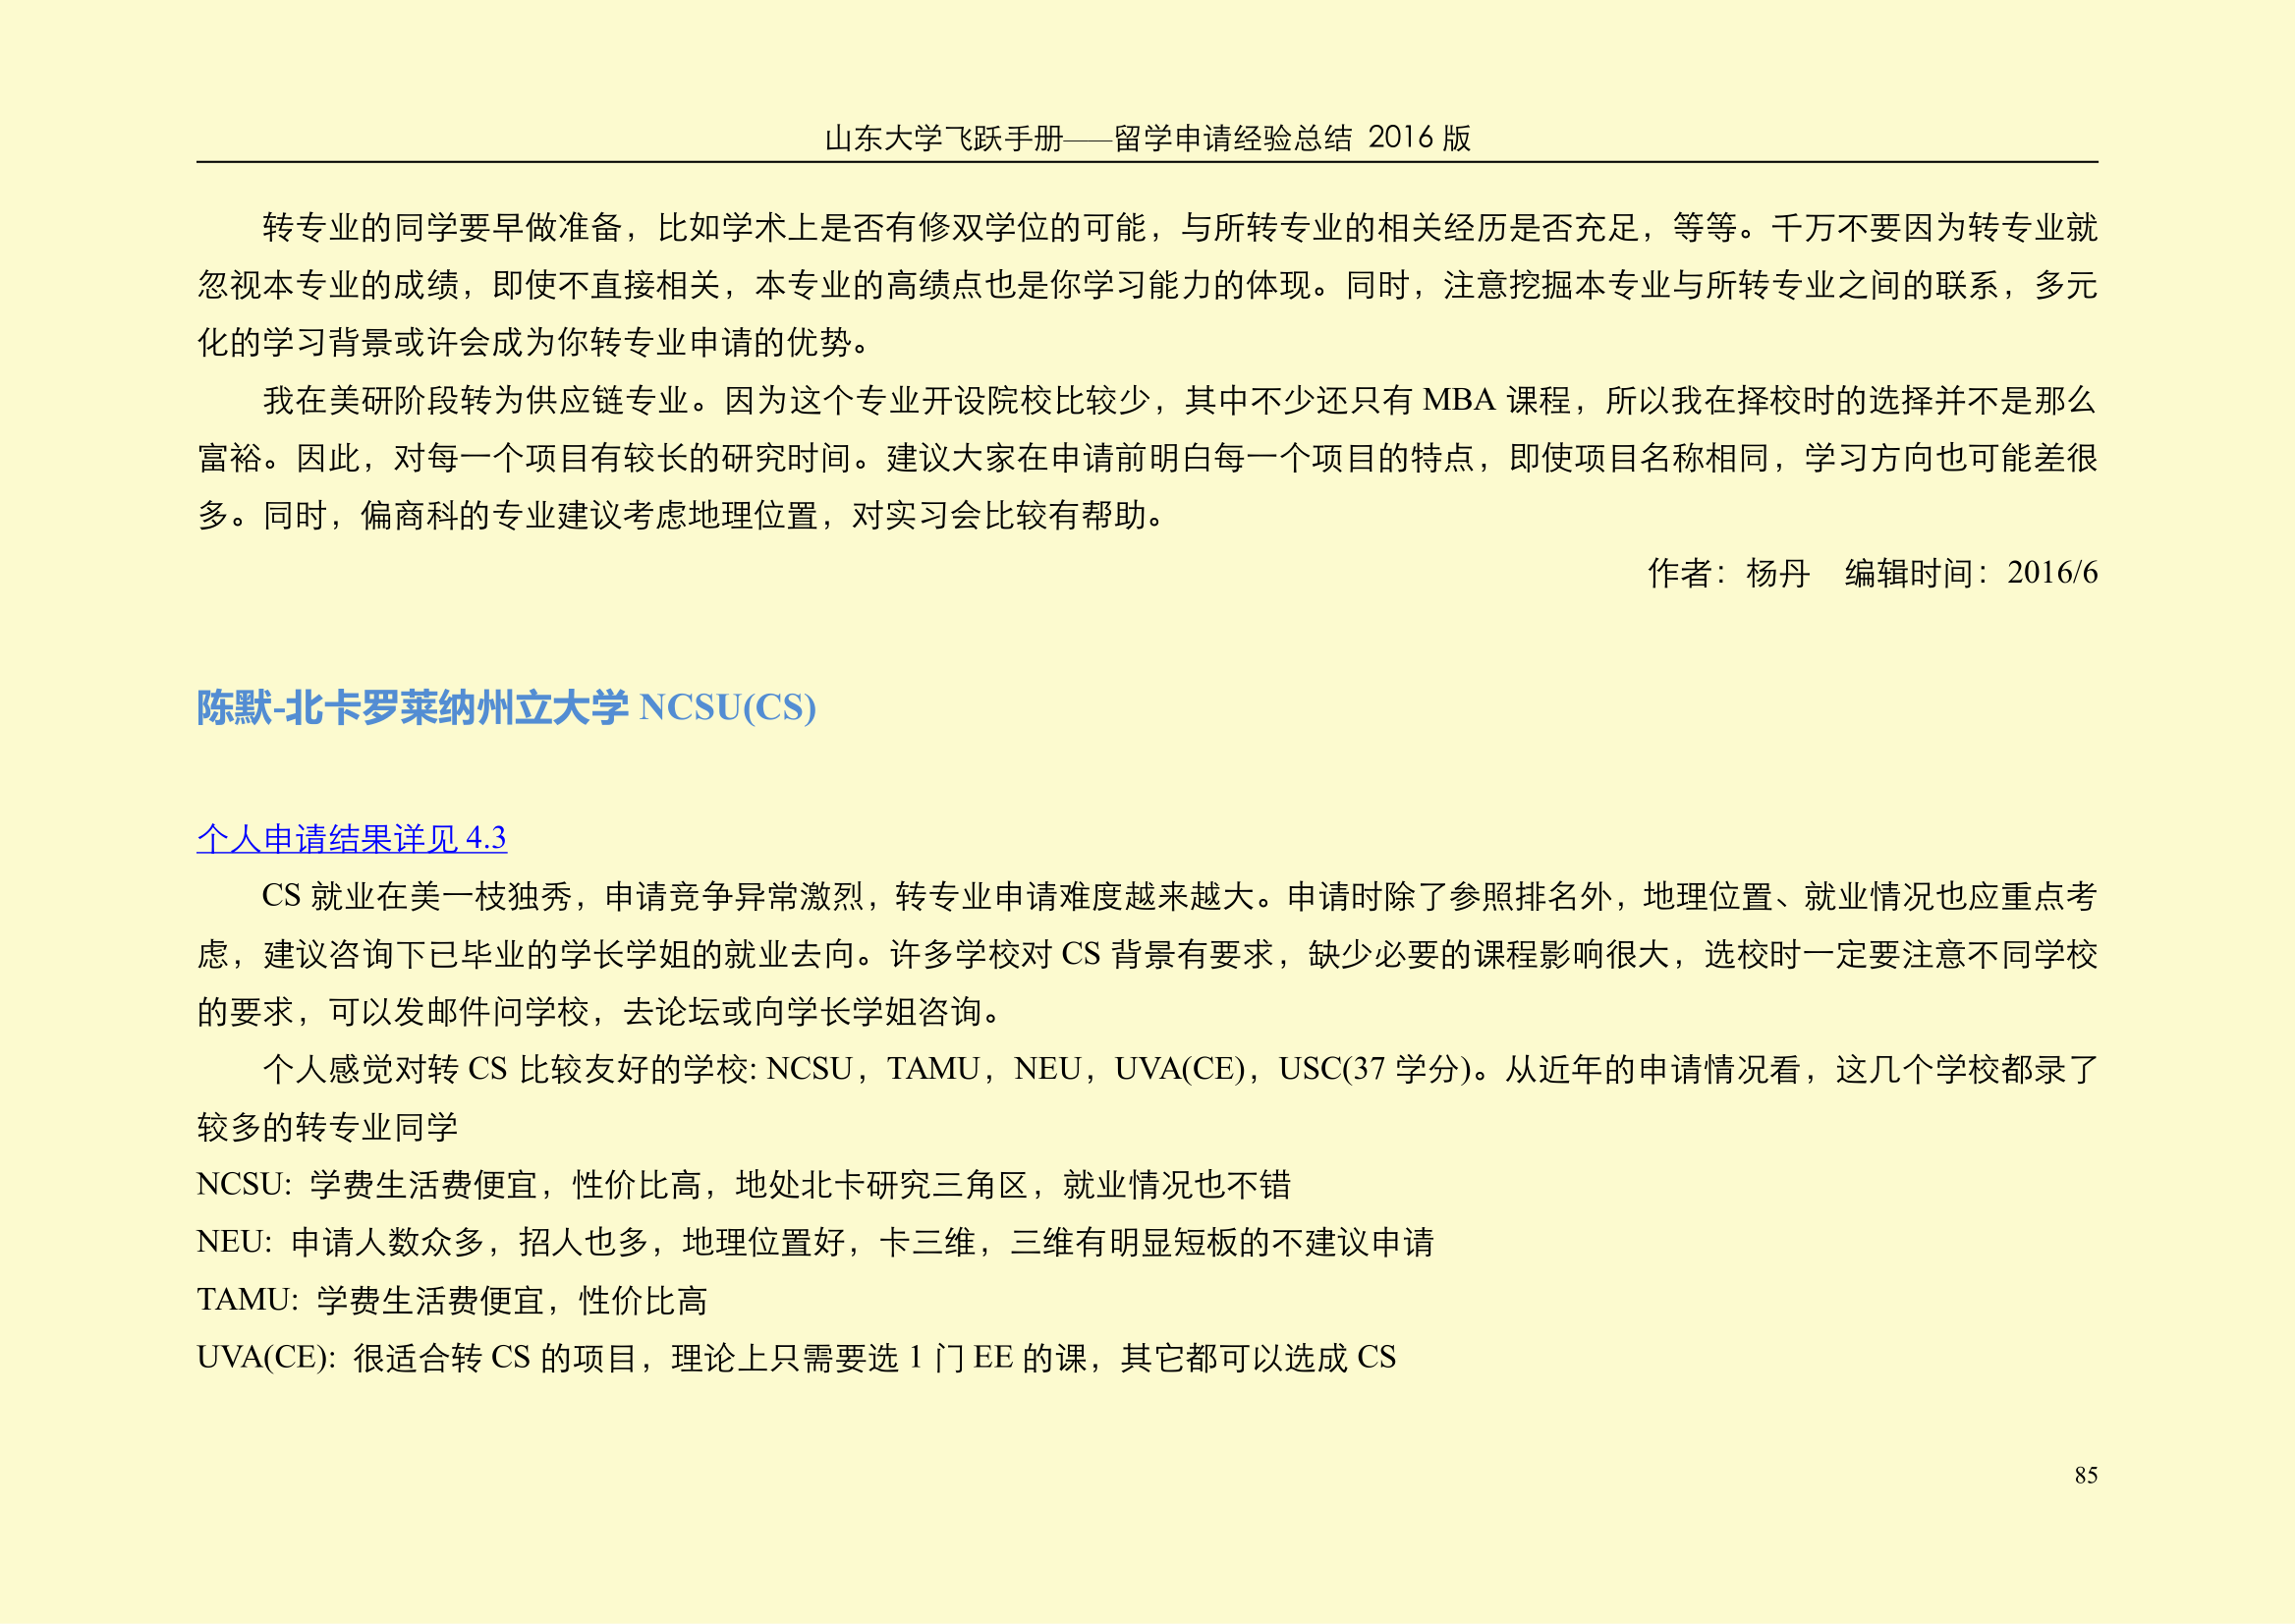 山东大学飞跃手册——留学申请经验总结 2016 版
转专业的同学要早做准备，比如学术上是否有修双学位的可能，与所转专业的相关经历是否充足，等等。千万不要因为转专业就
忽视本专业的成绩，即使不直接相关，本专业的高绩点也是你学习能力的体现。同时，注意挖掘本专业与所转专业之间的联系，多元
化的学习背景或许会成为你转专业申请的优势。
我在美研阶段转为供应链专业。因为这个专业开设院校比较少，其中不少还只有 MBA 课程，所以我在择校时的选择并不是那么
富裕。因此，对每一个项目有较长的研究时间。建议大家在申请前明白每一个项目的特点，即使项目名称相同，学习方向也可能差很
多。同时，偏商科的专业建议考虑地理位置，对实习会比较有帮助。
作者：杨丹　编辑时间：2016/6
陈默-北卡罗莱纳州立大学 NCSU(CS)
个人申请结果详见 4.3
CS 就业在美一枝独秀，申请竞争异常激烈，转专业申请难度越来越大。申请时除了参照排名外，地理位置、就业情况也应重点考
虑，建议咨询下已毕业的学长学姐的就业去向。许多学校对 CS 背景有要求，缺少必要的课程影响很大，选校时一定要注意不同学校
的要求，可以发邮件问学校，去论坛或向学长学姐咨询。
个人感觉对转 CS 比较友好的学校: NCSU，TAMU，NEU，UVA(CE)，USC(37 学分)。从近年的申请情况看，这几个学校都录了
较多的转专业同学
NCSU: 学费生活费便宜，性价比高，地处北卡研究三角区，就业情况也不错
NEU: 申请人数众多，招人也多，地理位置好，卡三维，三维有明显短板的不建议申请
TAMU: 学费生活费便宜，性价比高
UVA(CE): 很适合转 CS 的项目，理论上只需要选 1 门 EE 的课，其它都可以选成 CS
85